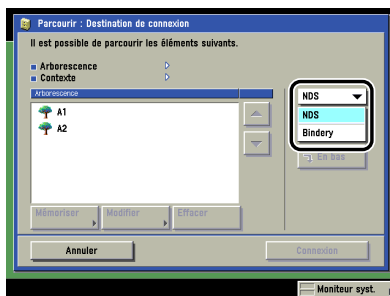 Parcourir : Destination de connexion
Il est possible de parcourir les éléments suivants.
Arborescence
Contexte
Arborescence
A1
A2
NDS
NDS
Bindery
En bas
Mémoriser
Modifier
Effacer
Annuler
Connexion
Moniteur syst.